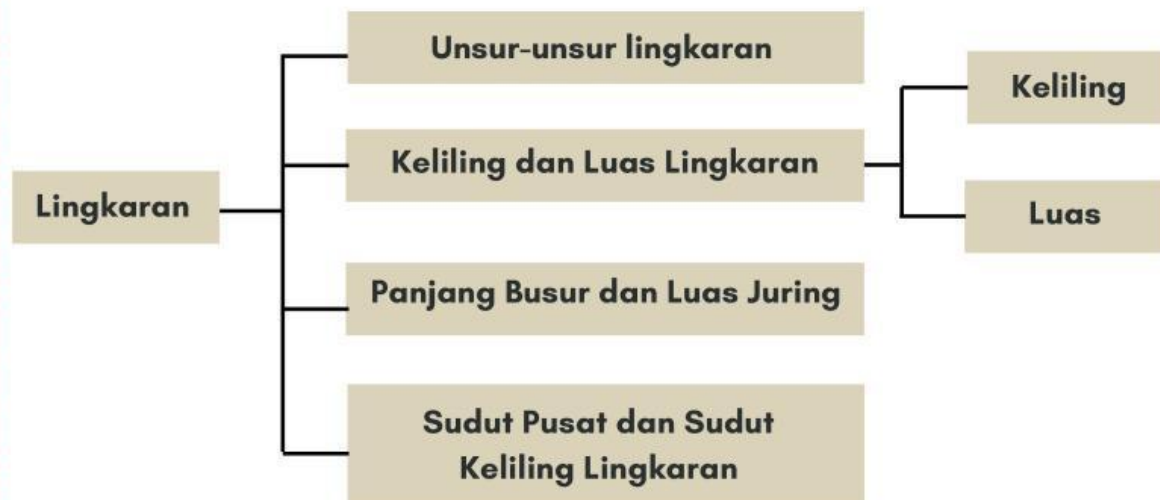 Lingkaran
Unsur-unsur lingkaran
Keliling dan Luas Lingkaran
Keliling
Luas
Panjang Busur dan Luas Juring
Sudut Pusat dan Sudut
Keliling Lingkaran